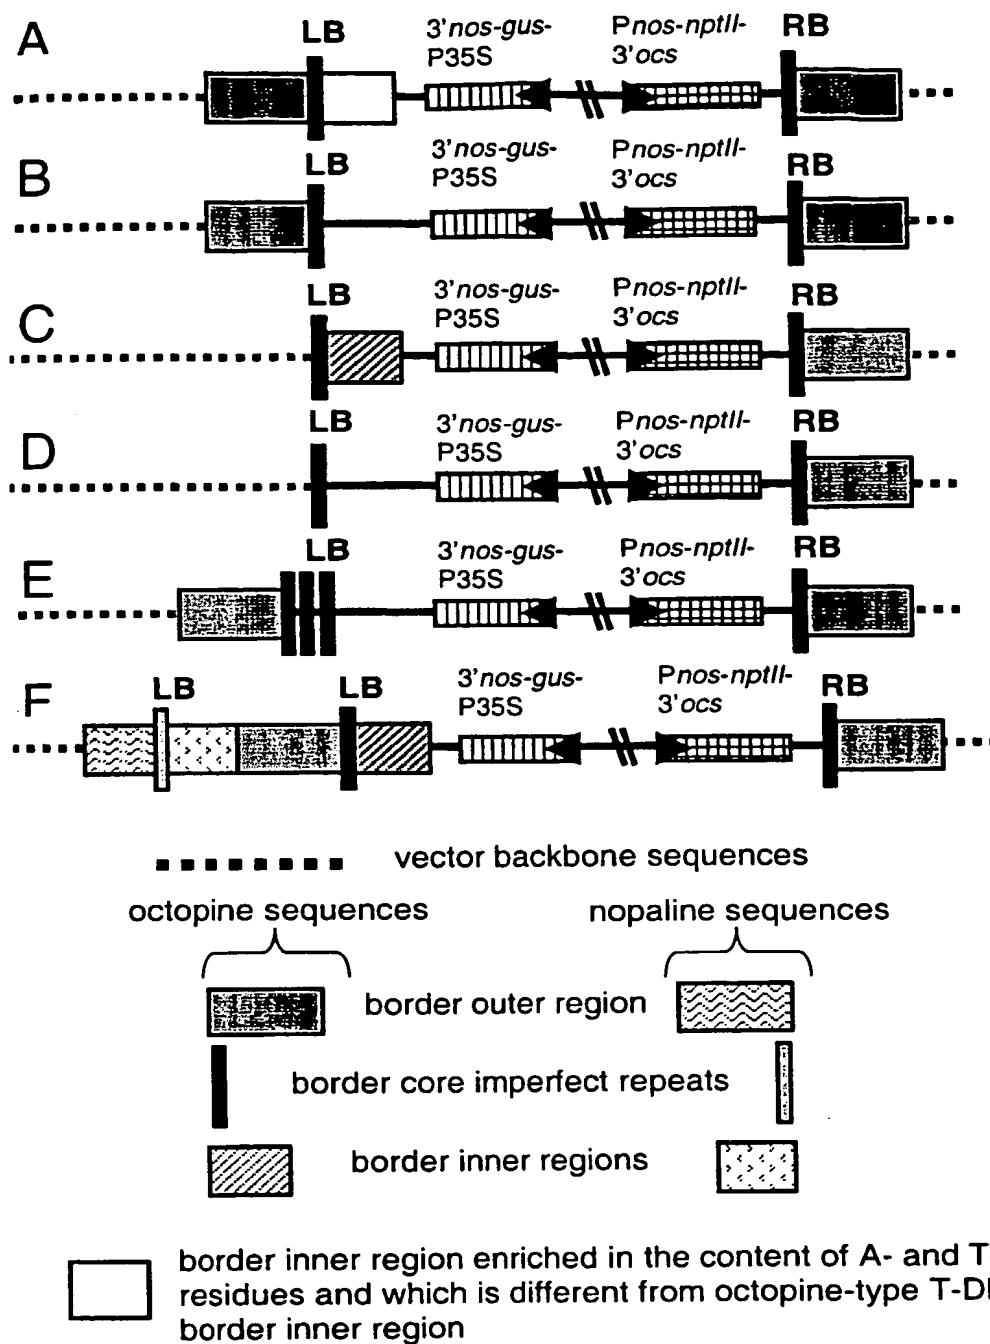 A
LB
3'nos-gus-
P35S
Pnos-nptII-
3'ocs
RB
B
LB
3'nos-gus-
P35S
Pnos-nptII-
3'ocs
RB
C
LB
3'nos-gus-
P35S
Pnos-nptII-
3'ocs
RB
D
LB
3'nos-gus-
P35S
Pnos-nptII-
3'ocs
RB
E
LB
3'nos-gus-
P35S
Pnos-nptII-
3'ocs
RB
F
LB
LB
3'nos-gus-
P35S
Pnos-nptII-
3'ocs
RB
vector backbone sequences
octopine sequences
nopaline sequences
border outer region
border core imperfect repeats
border inner regions
border inner region enriched in the content of A- and T
residues and which is different from octopine-type
border inner region